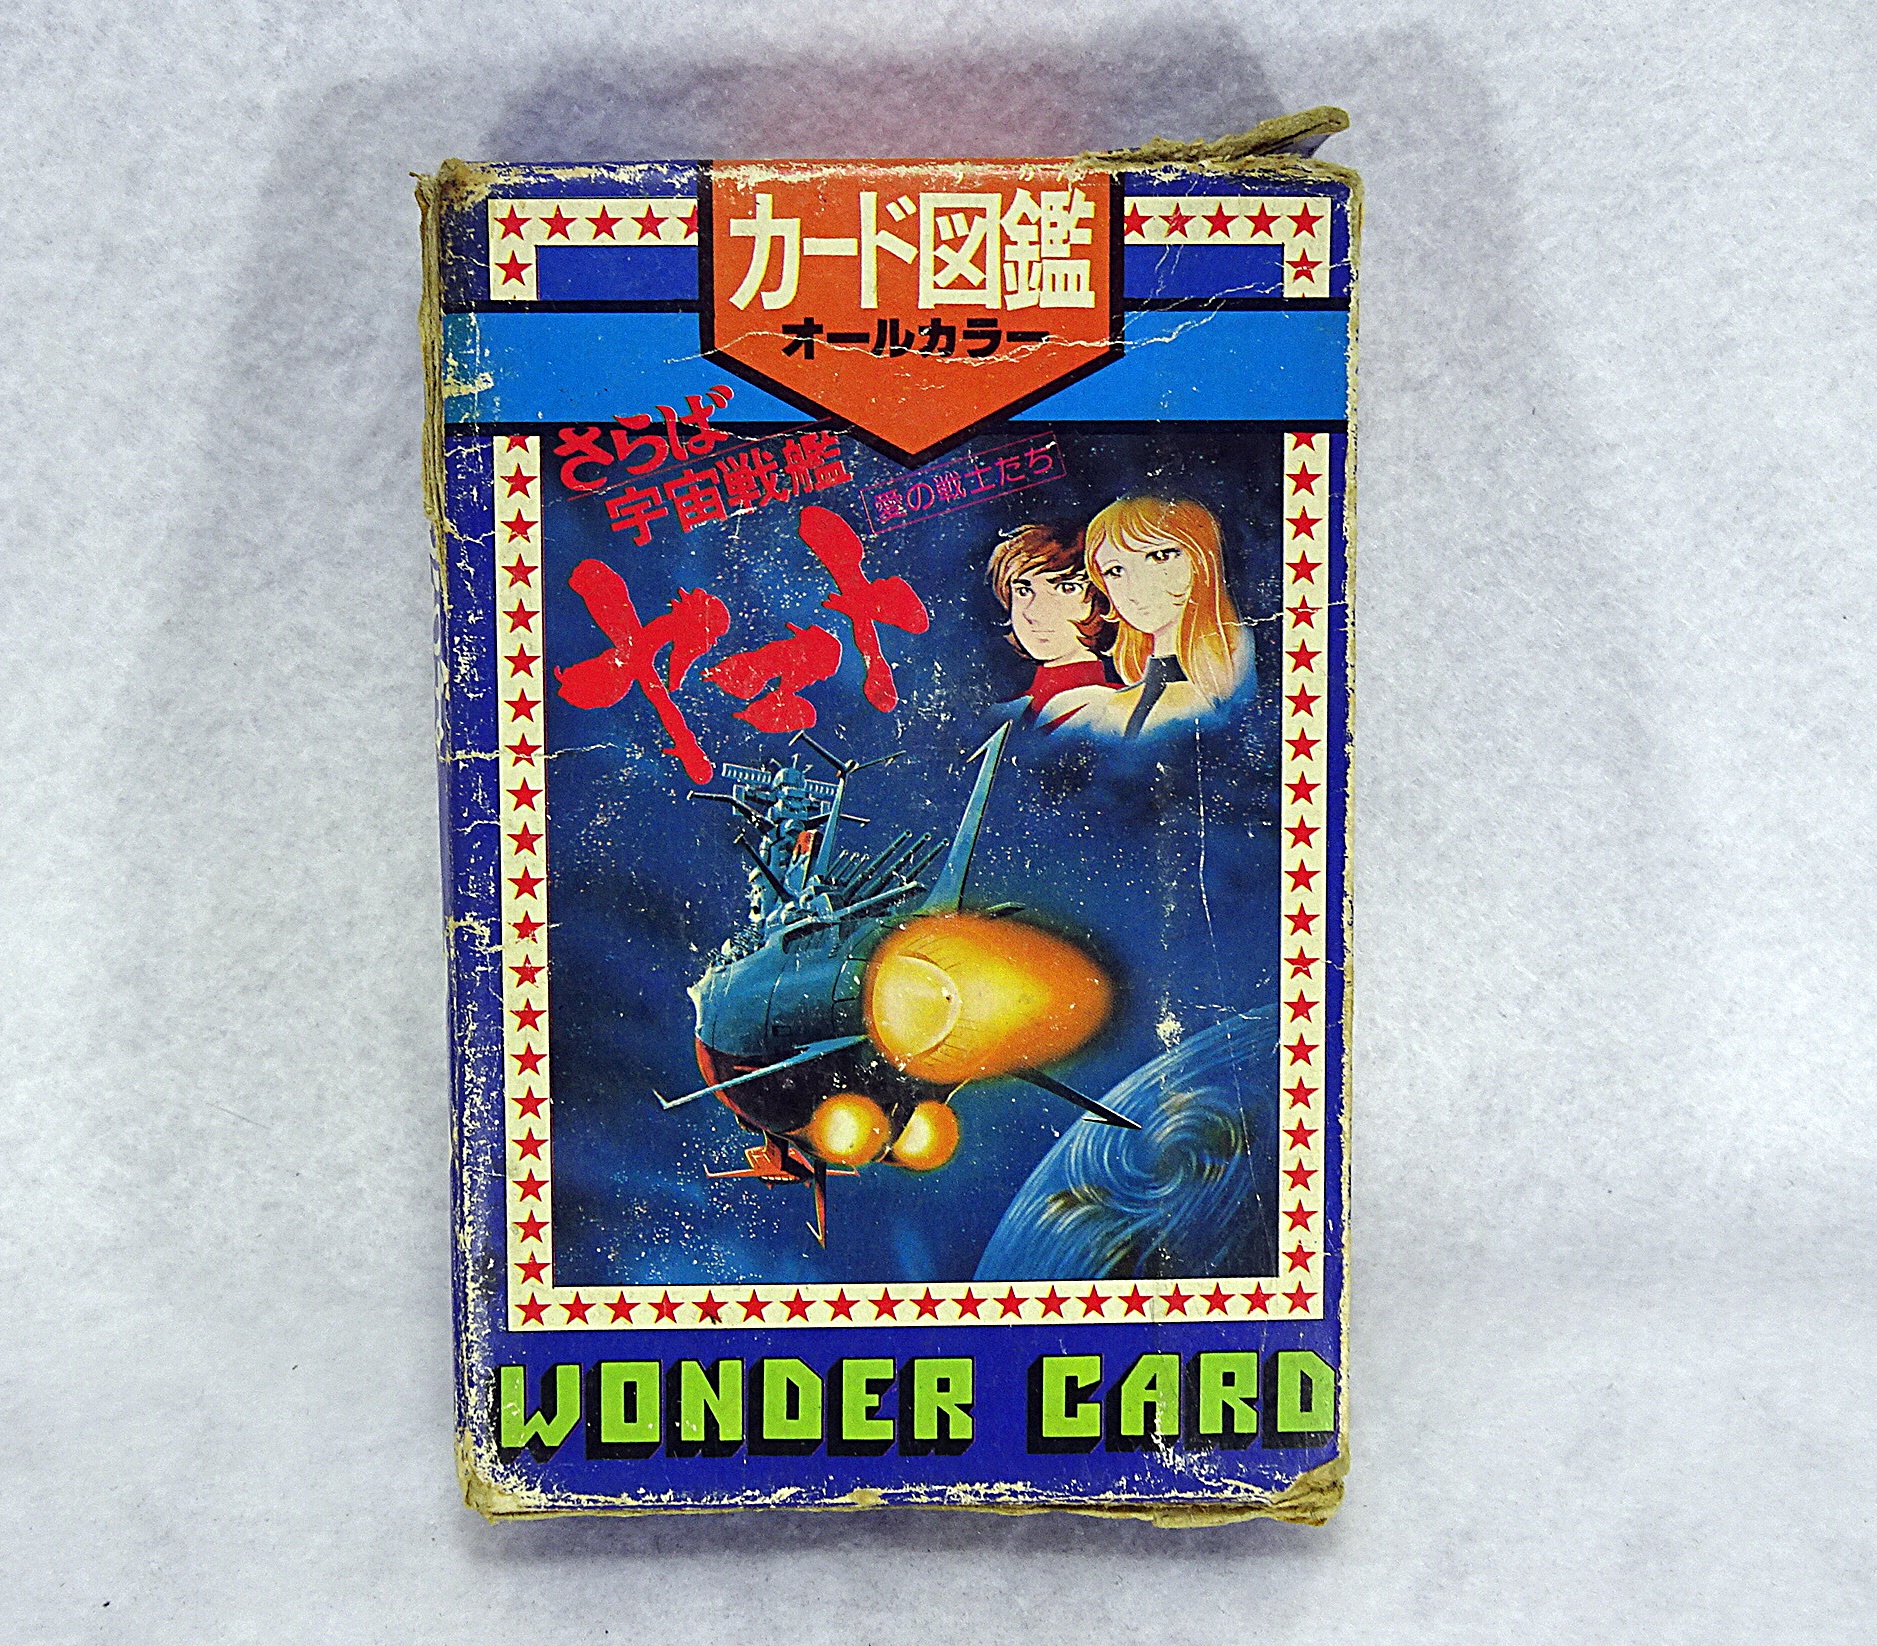 カード図鑑
オールカラー
さらば
宇宙戦艦
ヤマト
愛の戦士たち
WONDER CARD